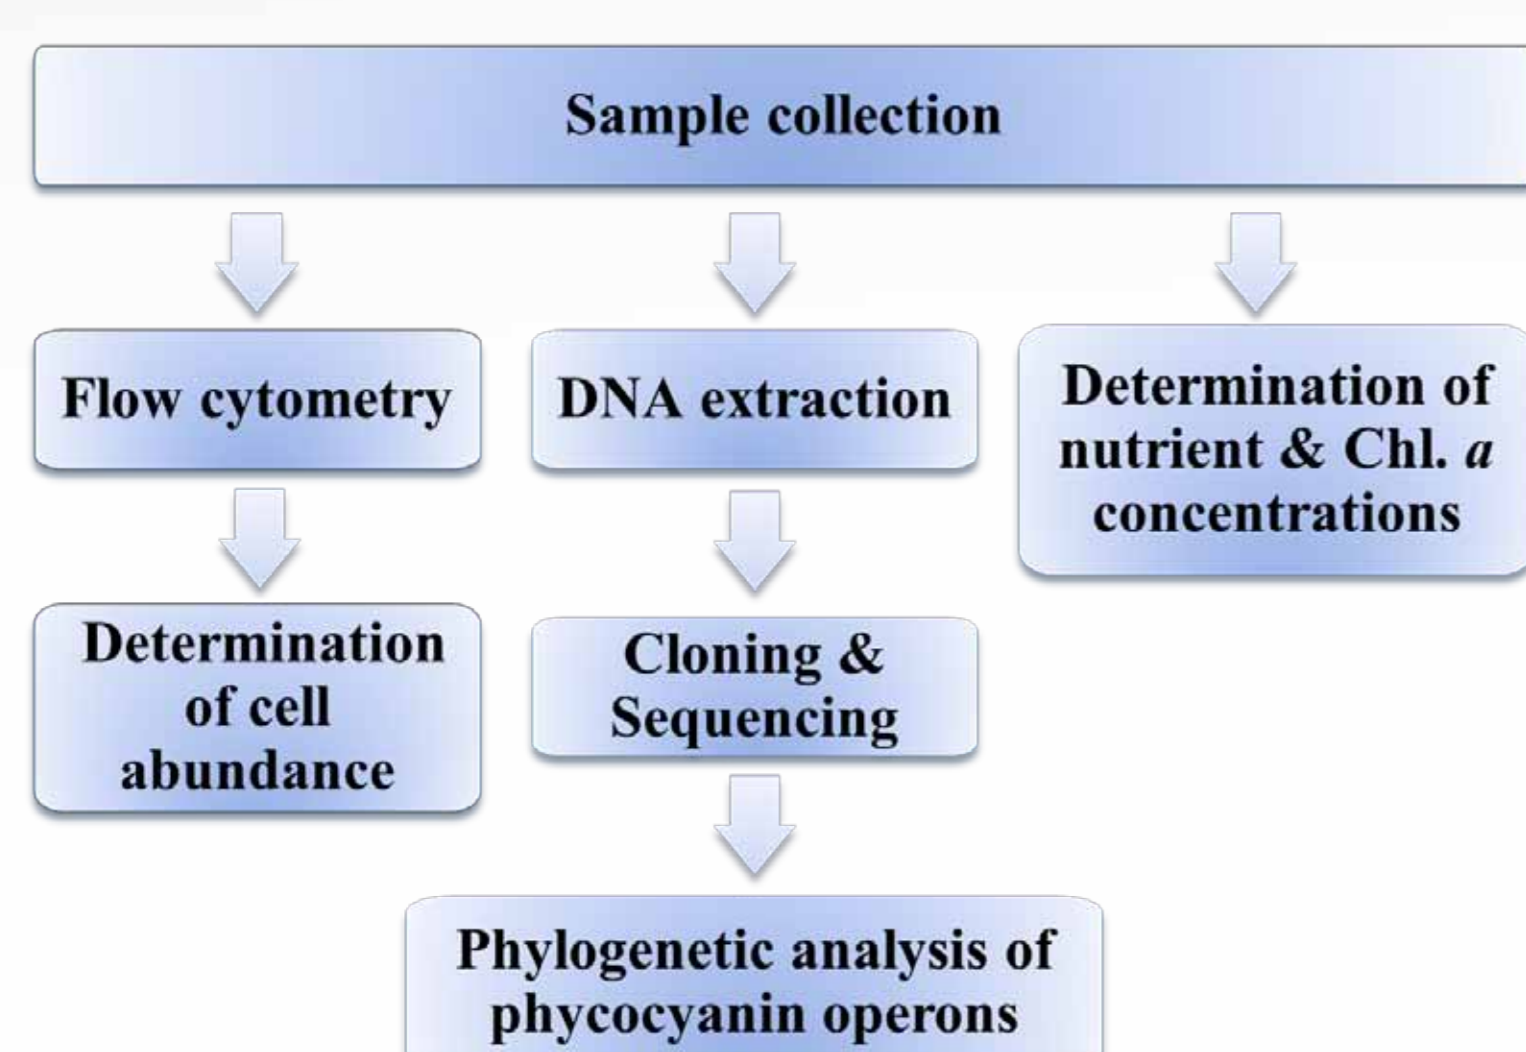 Sample collection
Flow cytometry
DNA extraction
Determination of
nutrient & Chl. a
concentrations
Determination
of cell
abundance
Cloning &
Sequencing
Phylogenetic analysis of
phycocyanin operons